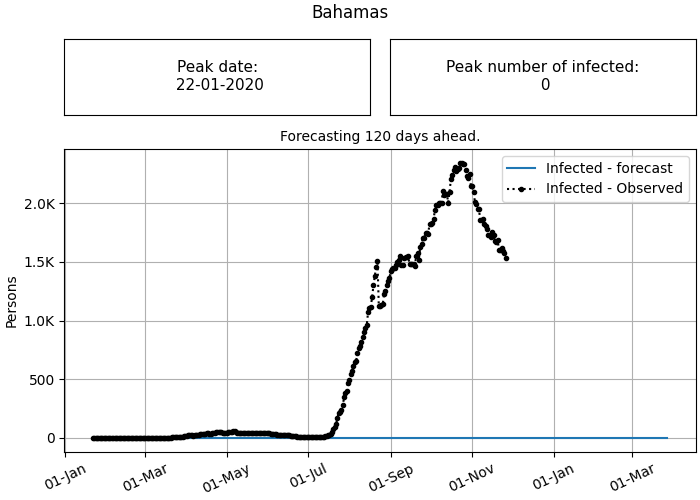 Bahamas
Peak date:
22-01-2020
Peak number of infected:
0
Forecasting 120 days ahead.
Infected - forecast
Infected - Observed
Persons
2.0K
1.5K
1.0K
500
0
01-Jan
01-Mar
01-May
01-Jul
01-Sep
01-Nov
01-Jan
01-Mar